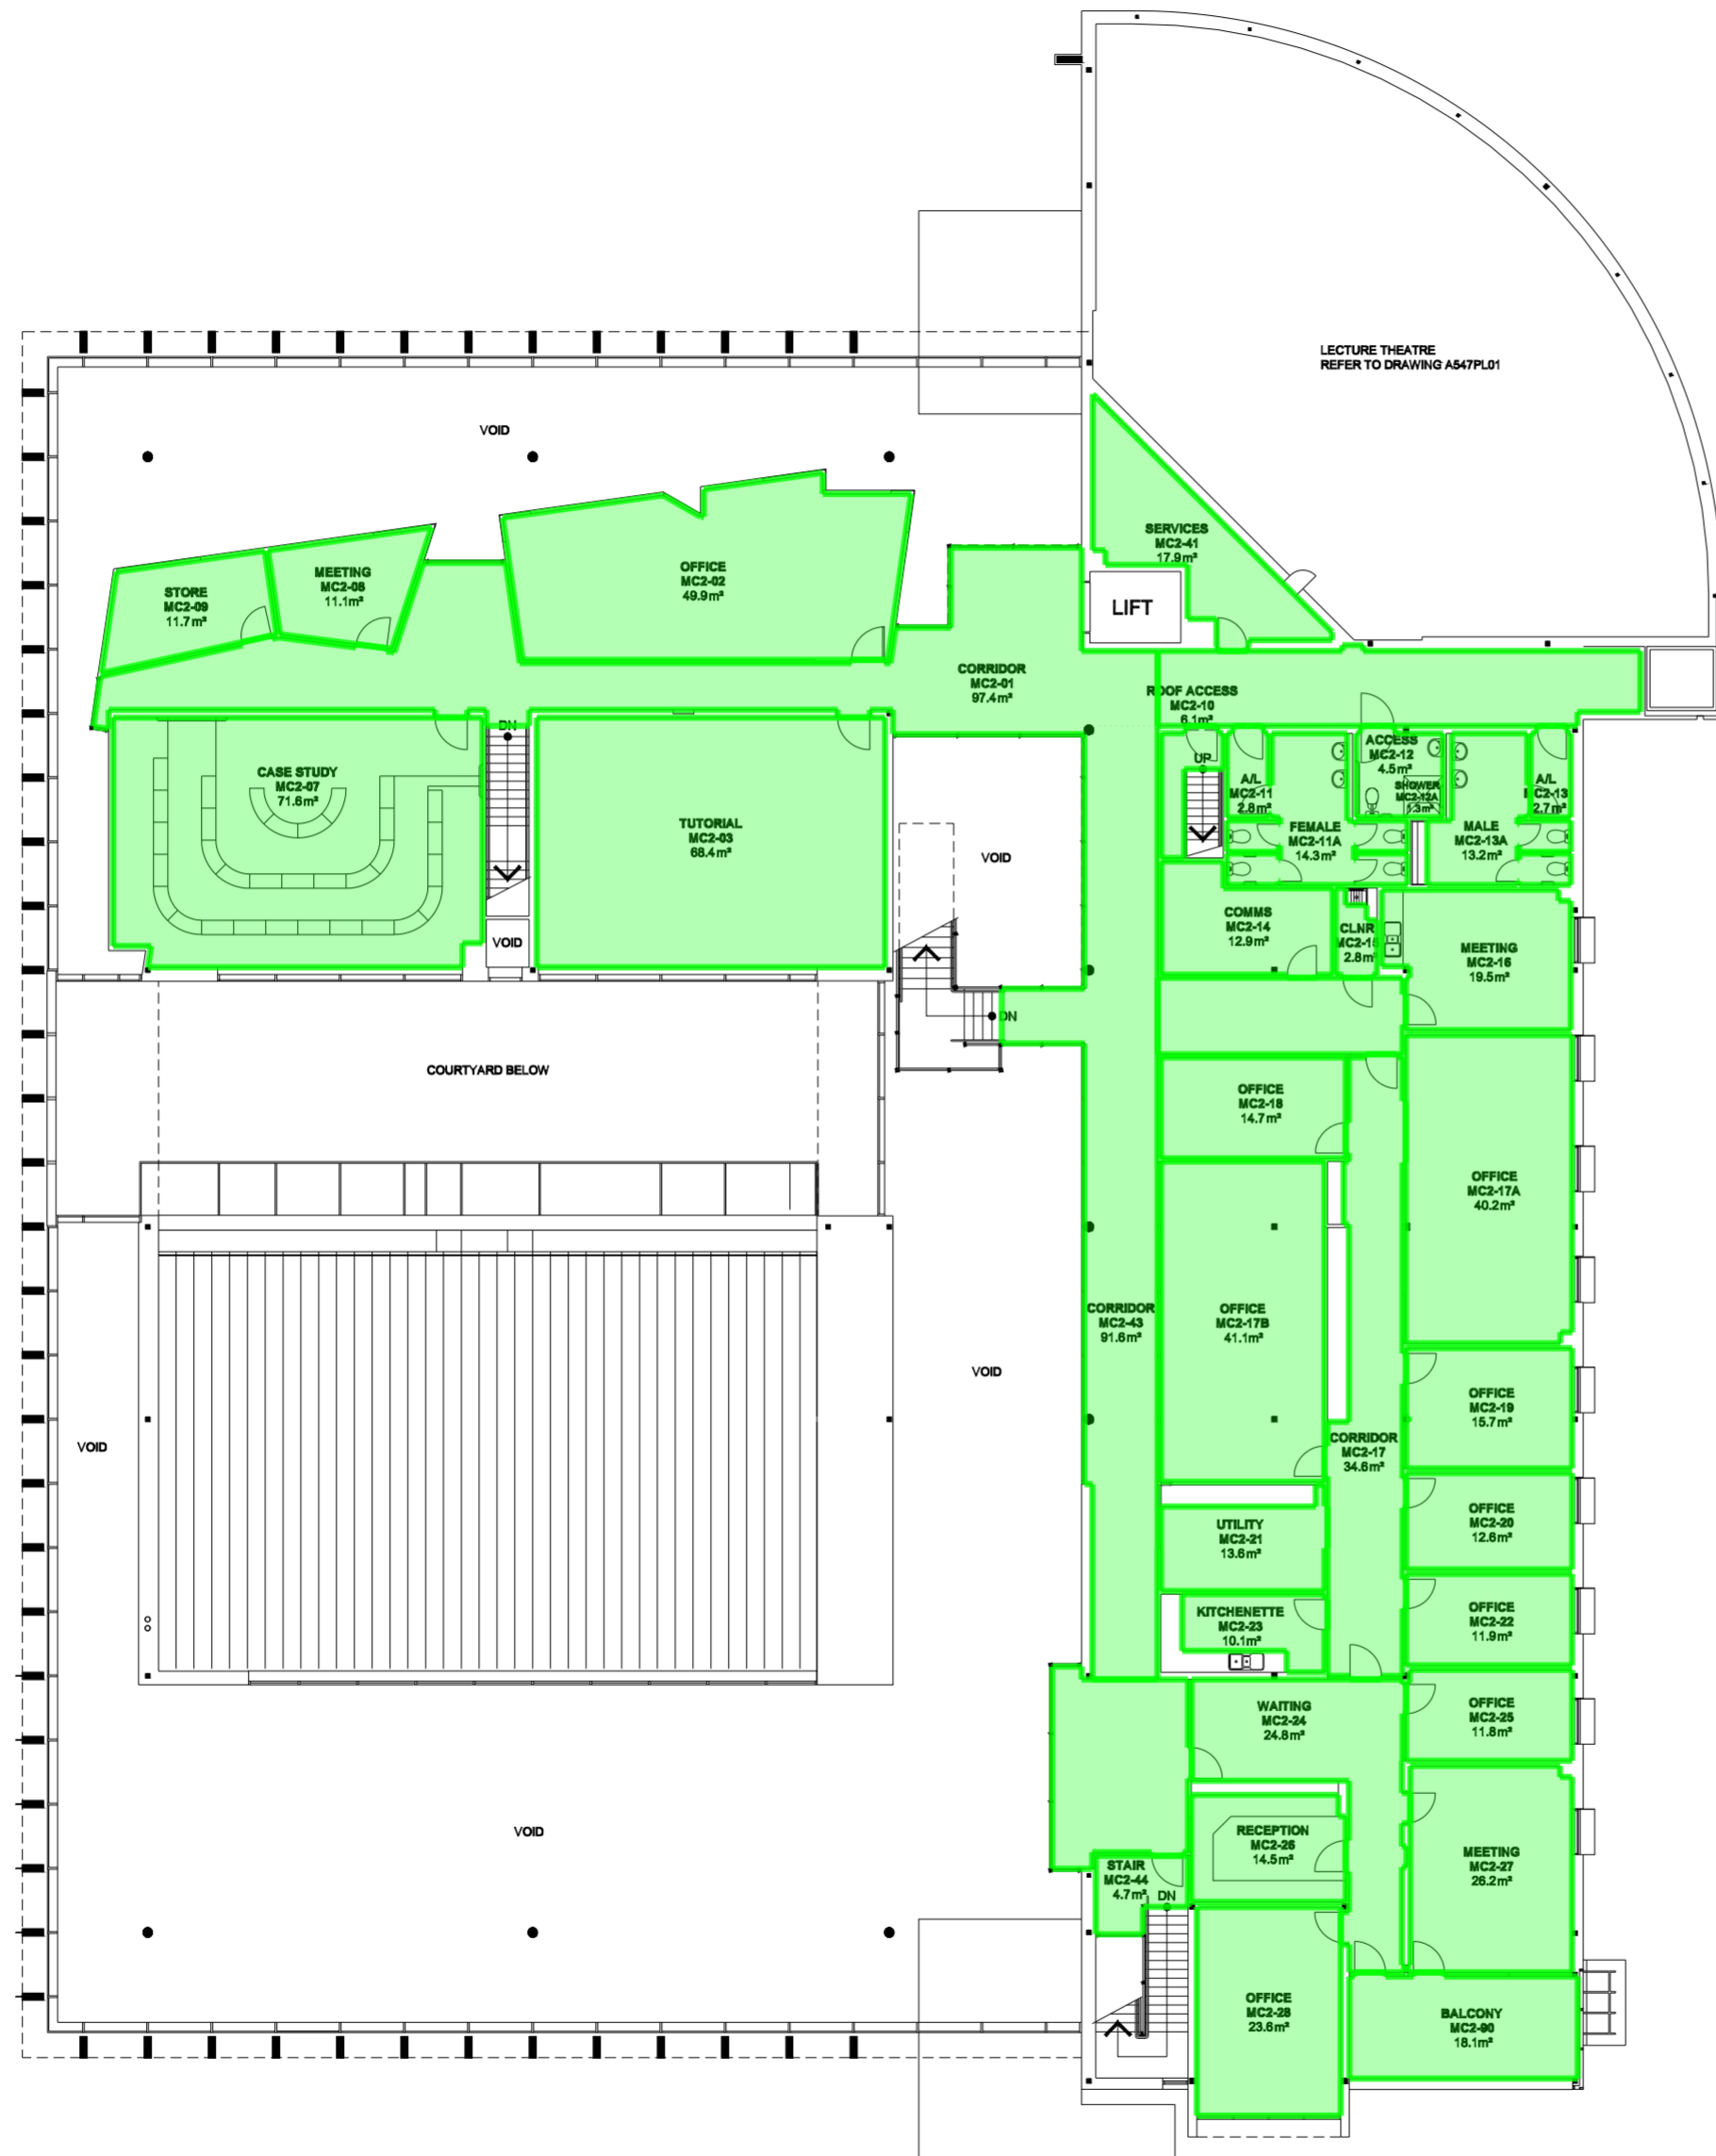 LECTURE THEATRE
REFER TO DRAWING A547PL01
VOID
SERVICES
MC2-41
17.9m²
LIFT
OFFICE
MC2-02
49.9m²
MEETING
MC2-08
11.1m²
STORE
MC2-09
11.7m²
CORRIDOR
MC2-01
97.4m²
ROOF ACCESS
MC2-10
6.1m²
DN
UP
ACCESS
MC2-12
4.5m²
CASE STUDY
MC2-07
71.6m²
A/L
MC2-11
2.8m²
SHOWER
MC2-12A
A/L
MC2-13
2.7m²
TUTORIAL
MC2-03
68.4m²
FEMALE
MC2-11A
14.3m²
MALE
MC2-13A
13.2m²
VOID
VOID
COMMS
MC2-14
12.9m²
CLNR
MC2-15
2.8m²
MEETING
MC2-16
19.5m²
DN
COURTYARD BELOW
OFFICE
MC2-18
14.7m²
OFFICE
MC2-17A
40.2m²
CORRIDOR
MC2-43
91.6m²
OFFICE
MC2-17B
41.1m²
VOID
OFFICE
MC2-19
15.7m²
VOID
CORRIDOR
MC2-17
34.6m²
OFFICE
MC2-20
12.6m²
UTILITY
MC2-21
13.6m²
OFFICE
MC2-22
11.9m²
KITCHENETTE
MC2-23
10.1m²
WAITING
MC2-24
24.8m²
OFFICE
MC2-25
11.8m²
VOID
RECEPTION
MC2-26
14.5m²
MEETING
MC2-27
26.2m²
STAIR
MC2-44
4.7m²
DN
OFFICE
MC2-28
23.6m²
BALCONY
MC2-90
18.1m²